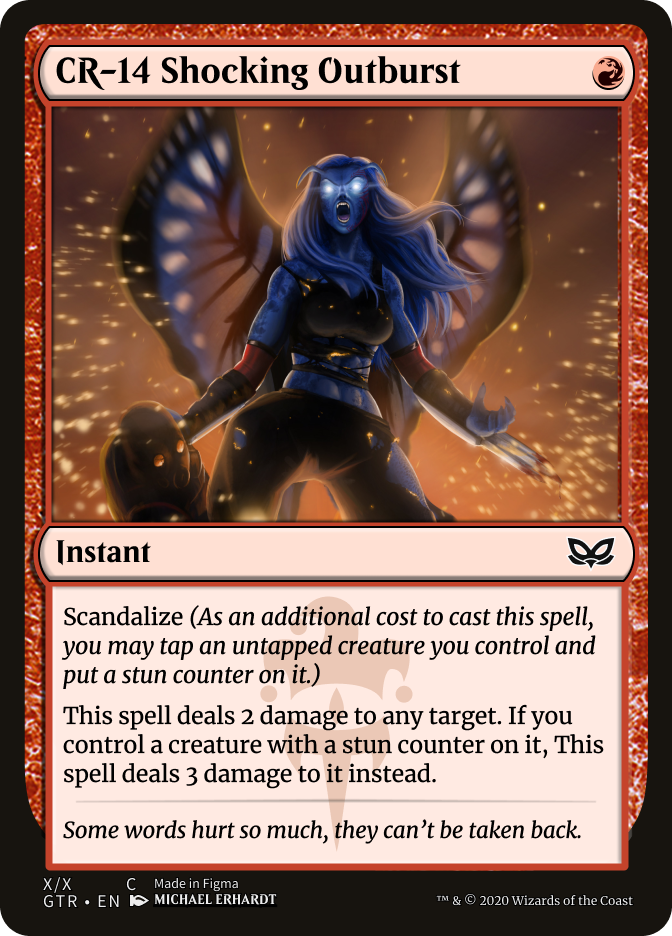 CR-14 Shocking Outburst
Instant
Scandalize (As an additional cost to cast this spell,
you may tap an untapped creature you control and
put a stun counter on it.)
This spell deals 2 damage to any target. If you
control a creature with a stun counter on it, This
spell deals 3 damage to it instead.
Some words hurt so much, they can't be taken back.
X/X C Made in Figma
GTR • EN MICHAEL ERHARDT ™ & © 2020 Wizards of the Coast